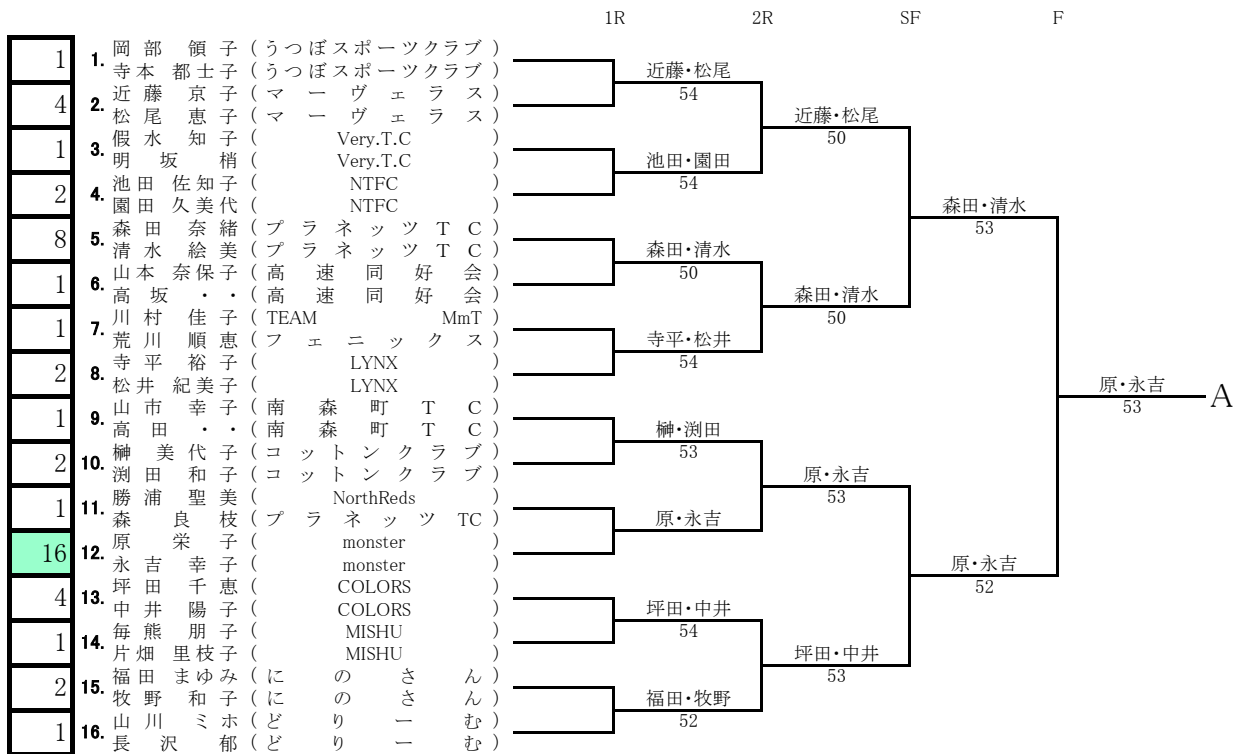 1R 2R SF F
1 1. 岡部 領子(うつぼスポーツクラブ)
寺本 都士子(うつぼスポーツクラブ)
4 2. 近藤 京子(マーヴェラス)
松尾 恵子(マーヴェラス)
1 3. 假水 知子(Very.T.C)
明坂 梢(Very.T.C)
2 4. 池田 佐知子(NTFC)
園田 久美代(NTFC)
8 5. 森田 奈緒(プラネッツTC)
清水 絵美(プラネッツTC)
1 6. 山本 奈保子(高速同好会)
高坂 ・・(高速同好会)
1 7. 川村 佳子(TEAM MmT)
荒川 順恵(フェニックス)
2 8. 寺平 裕子(LYNX)
松井 紀美子(LYNX)
1 9. 山市 幸子(南森町TC)
高田 ・・(南森町TC)
2 10. 榊 美代子(コットンクラブ)
渕田 和子(コットンクラブ)
1 11. 勝浦 聖美(NorthReds)
森 良枝(プラネッツTC)
16 12. 原 栄子(monster)
永吉 幸子(monster)
4 13. 坪田 千恵(COLORS)
中井 陽子(COLORS)
1 14. 毎熊 朋子(MISHU)
片畑 里枝子(MISHU)
2 15. 福田 まゆみ(にのさん)
牧野 和子(にのさん)
1 16. 山川 ミホ(どりーむ)
長沢 郁(どりーむ)
近藤・松尾
54
池田・園田
54
森田・清水
50
寺平・松井
54
榊・渕田
53
原・永吉
坪田・中井
54
福田・牧野
52
近藤・松尾
50
森田・清水
50
原・永吉
53
坪田・中井
53
森田・清水
53
原・永吉
52
原・永吉
53
A